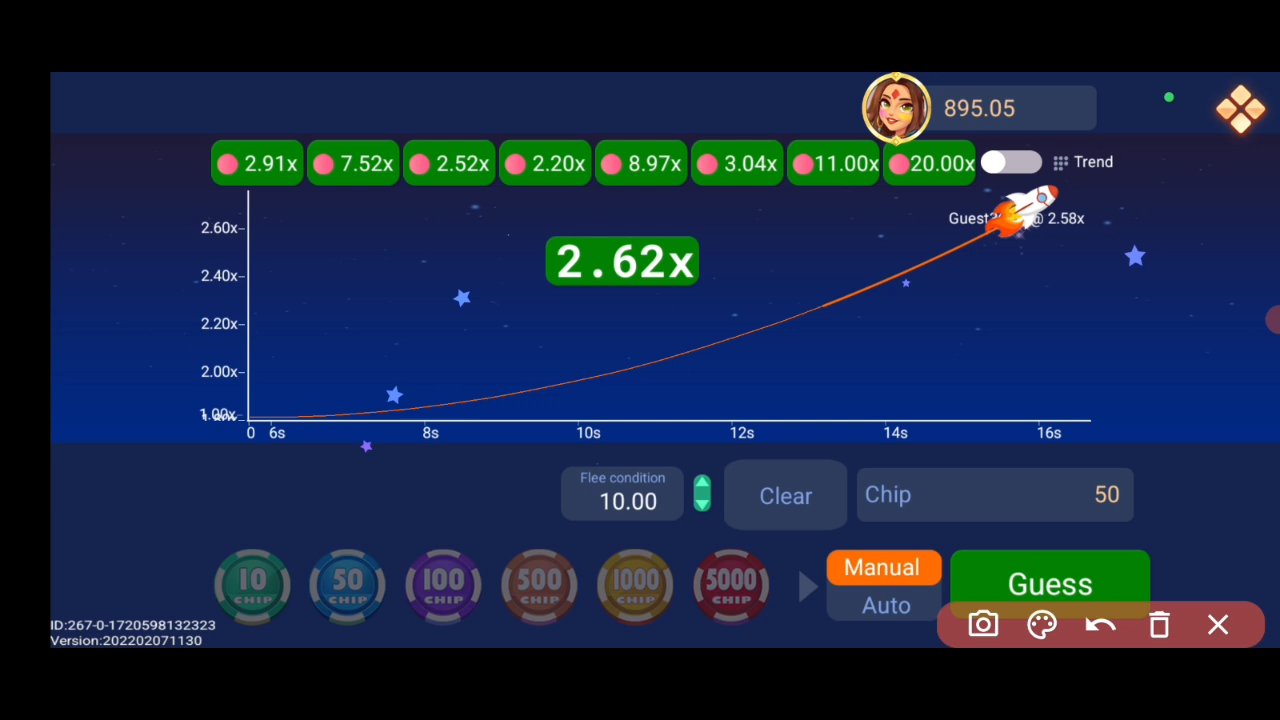 895.05
2.91x 7.52x 2.52x 2.20x 8.97x 3.04x 11.00x 20.00x Trend
2.60x
@ 2.58x
2.62x
2.40x
2.20x
2.00x
1.00x
0 6s 8s 10s 12s 14s 16s
Flee condition
10.00
Clear
Chip 50
10 CHIP
50 CHIP
100 CHIP
500 CHIP
1000 CHIP
5000 CHIP
Manual
Auto
Guess
ID:267-0-1720598132323
Version:202202071130